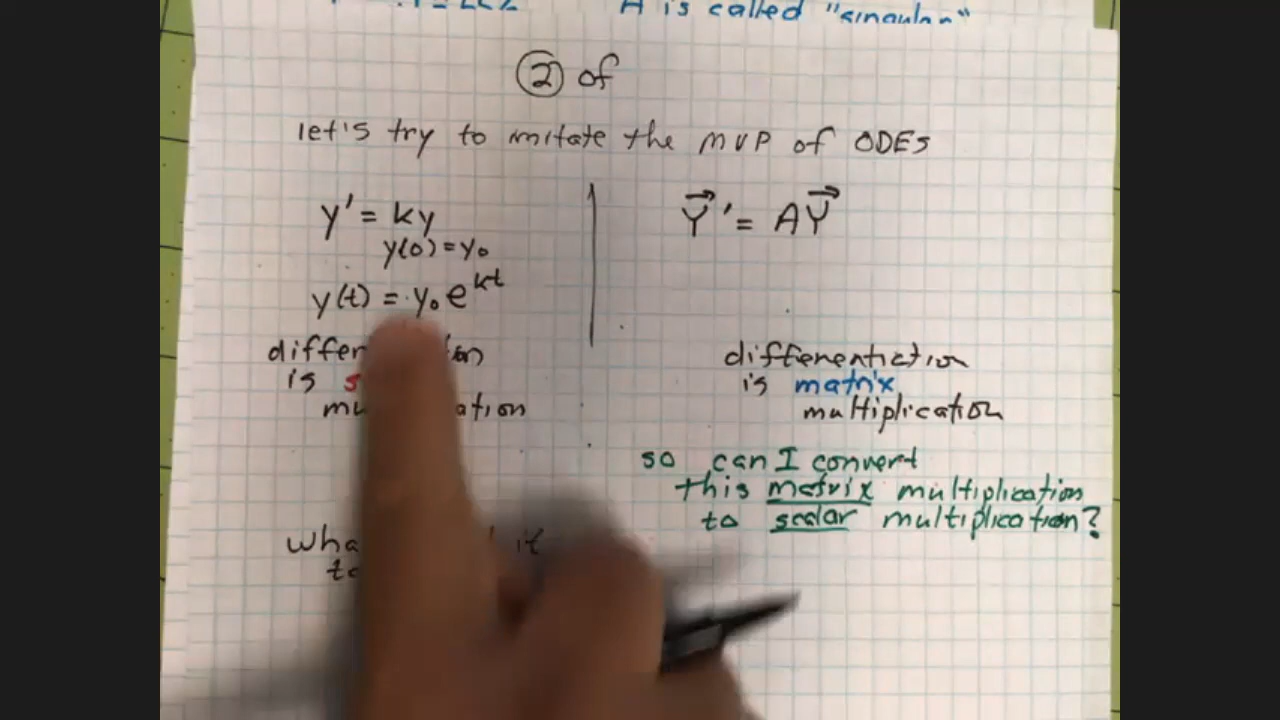 A is called "singular"
② of
let's try to imitate the MVP of ODES
y' = ky
y(0) = y₀
y(t) = y₀ e^kt
is
Y⃗' = AY⃗
differentiation
is matrix
multiplication
so can I convert
this matrix multiplication
to scalar multiplication?
it